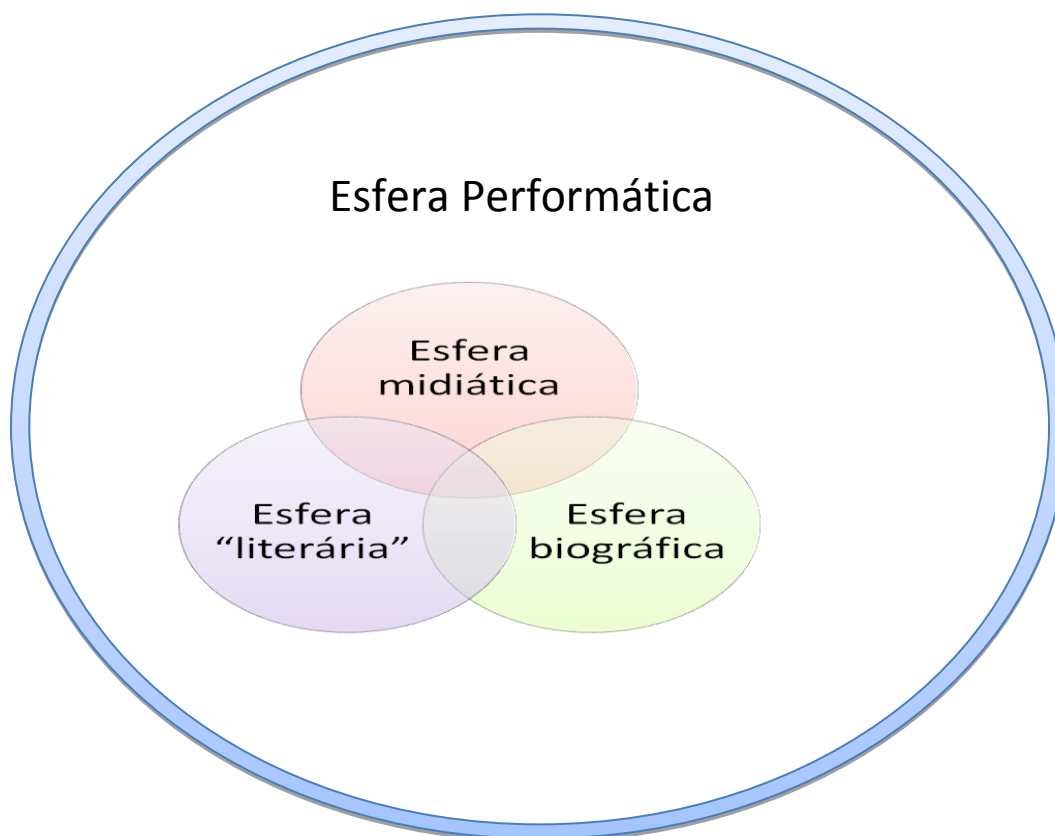 Esfera Performática
Esfera
midiática
Esfera
“literária”
Esfera
biográfica